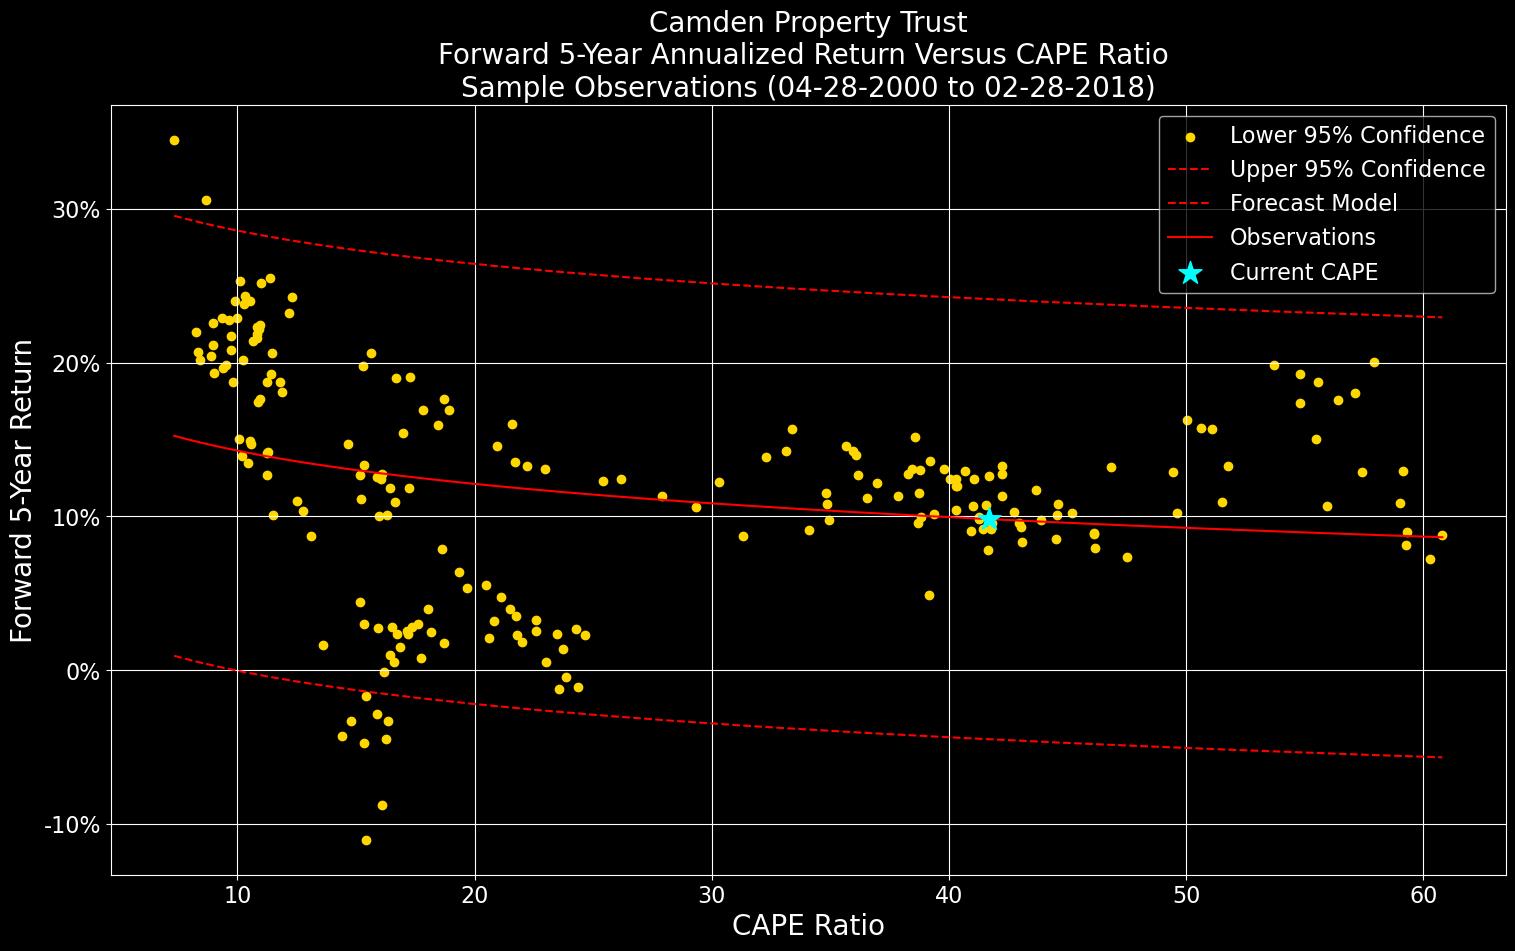 Camden Property Trust
Forward 5-Year Annualized Return Versus CAPE Ratio
Sample Observations (04-28-2000 to 02-28-2018)
Lower 95% Confidence
Upper 95% Confidence
Forecast Model
Observations
Current CAPE
Forward 5-Year Return
30%
20%
10%
0%
-10%
10 20 30 40 50 60
CAPE Ratio